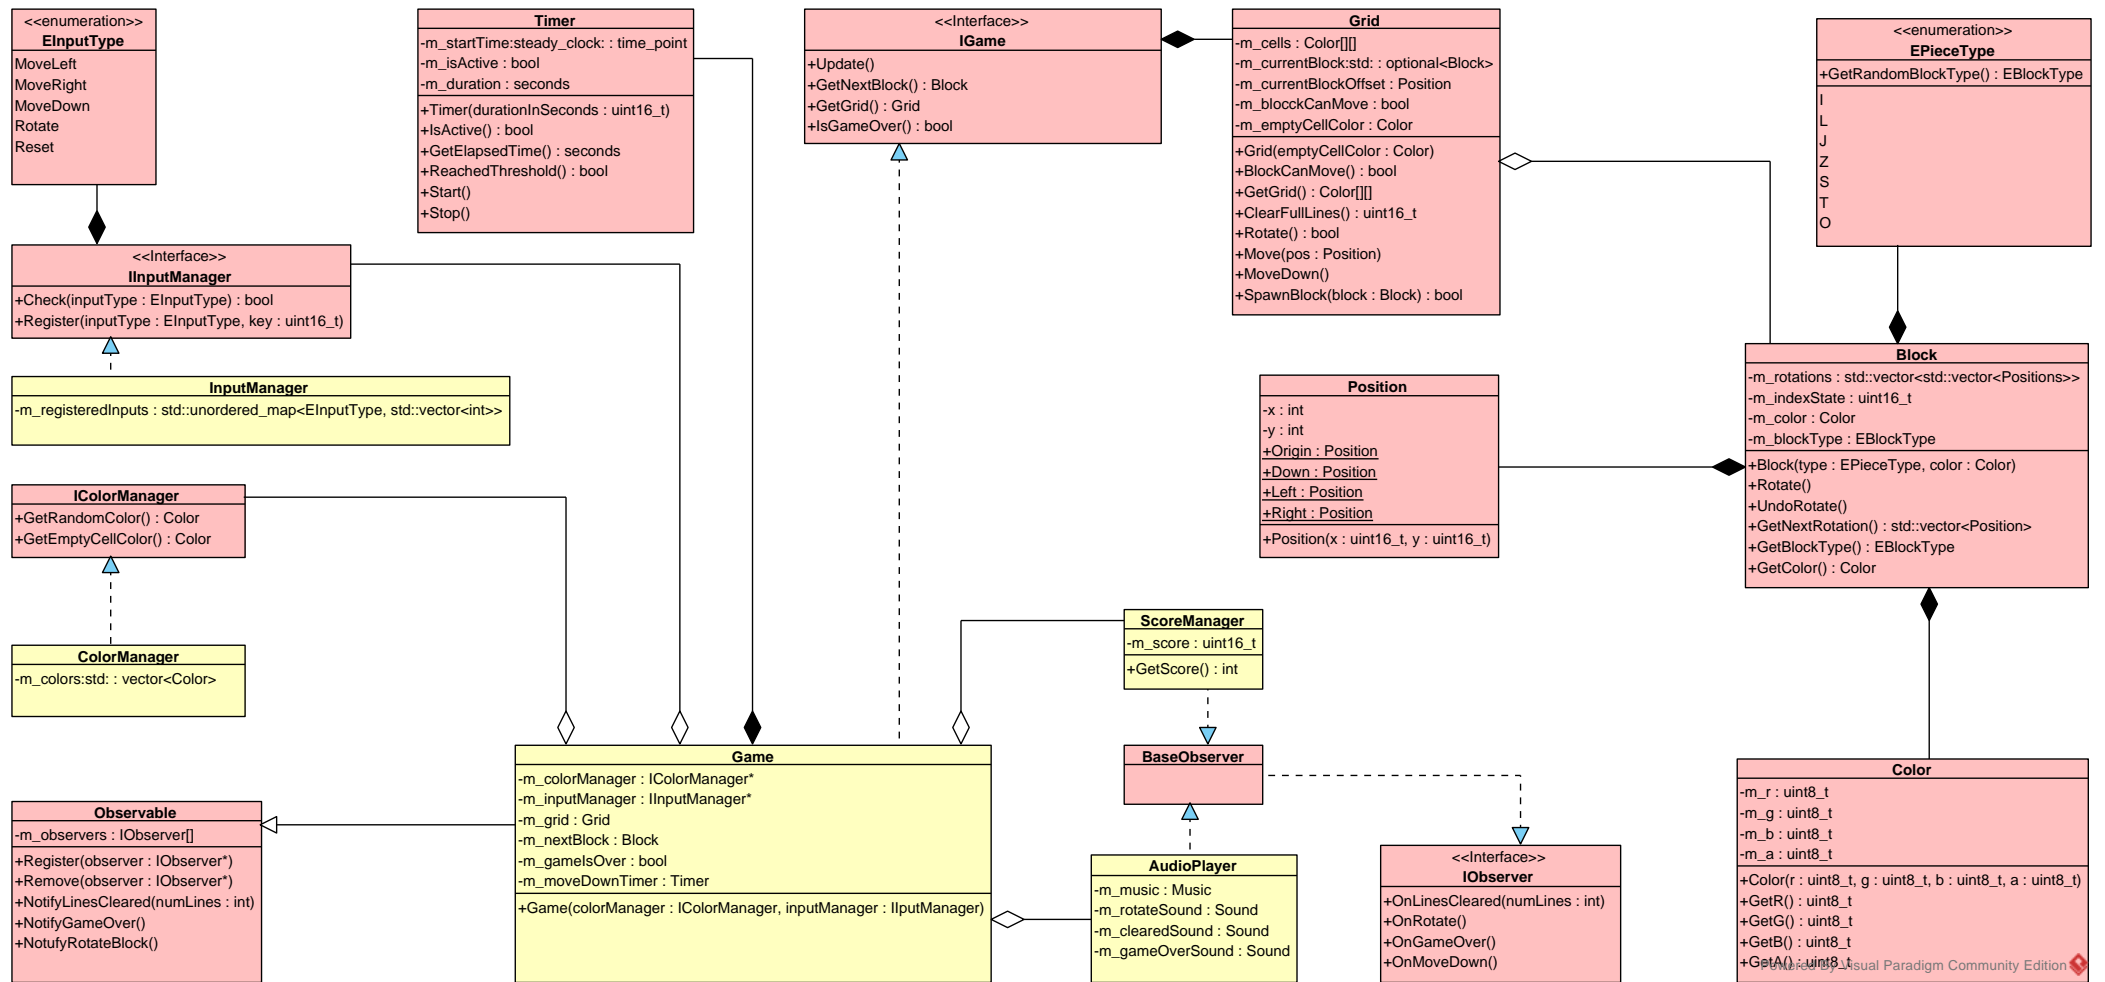 <<enumeration>>
EInputType
MoveLeft
MoveRight
MoveDown
Rotate
Reset
Timer
-m_startTime:steady_clock: : time_point
-m_isActive : bool
-m_duration : seconds
+Timer(durationInSeconds : uint16_t)
+IsActive() : bool
+GetElapsedTime() : seconds
+ReachedThreshold() : bool
+Start()
+Stop()
<<Interface>>
IGame
+Update()
+GetNextBlock() : Block
+GetGrid() : Grid
+IsGameOver() : bool
Grid
-m_cells : Color[][]
-m_currentBlock:std: : optional<Block>
-m_currentBlockOffset : Position
-m_blocckCanMove : bool
-m_emptyCellColor : Color
+Grid(emptyCellColor : Color)
+BlockCanMove() : bool
+GetGrid() : Color[][]
+ClearFullLines() : uint16_t
+Rotate() : bool
+Move(pos : Position)
+MoveDown()
+SpawnBlock(block : Block) : bool
<<enumeration>>
EPieceType
+GetRandomBlockType() : EBlockType
I
L
J
Z
S
T
O
<<Interface>>
IInputManager
+Check(inputType : EInputType) : bool
+Register(inputType : EInputType, key : uint16_t)
InputManager
-m_registeredInputs : std::unordered_map<EInputType, std::vector<int>>
Position
-x : int
-y : int
+Origin : Position
+Down : Position
+Left : Position
+Right : Position
+Position(x : uint16_t, y : uint16_t)
Block
-m_rotations : std::vector<std::vector<Positions>>
-m_indexState : uint16_t
-m_color : Color
-m_blockType : EBlockType
+Block(type : EPieceType, color : Color)
+Rotate()
+UndoRotate()
+GetNextRotation() : std::vector<Position>
+GetBlockType() : EBlockType
+GetColor() : Color
IColorManager
+GetRandomColor() : Color
+GetEmptyCellColor() : Color
ColorManager
-m_colors:std: : vector<Color>
ScoreManager
-m_score : uint16_t
+GetScore() : int
BaseObserver
Game
-m_colorManager : IColorManager*
-m_inputManager : IInputManager*
-m_grid : Grid
-m_nextBlock : Block
-m_gameIsOver : bool
-m_moveDownTimer : Timer
+Game(colorManager : IColorManager, inputManager : IIputManager)
Observable
-m_observers : IObserver[]
+Register(observer : IObserver*)
+Remove(observer : IObserver*)
+NotifyLinesCleared(numLines : int)
+NotifyGameOver()
+NotufyRotateBlock()
AudioPlayer
-m_music : Music
-m_rotateSound : Sound
-m_clearedSound : Sound
-m_gameOverSound : Sound
<<Interface>>
IObserver
+OnLinesCleared(numLines : int)
+OnRotate()
+OnGameOver()
+OnMoveDown()
Color
-m_r : uint8_t
-m_g : uint8_t
-m_b : uint8_t
-m_a : uint8_t
+Color(r : uint8_t, g : uint8_t, b : uint8_t, a : uint8_t)
+GetR() : uint8_t
+GetG() : uint8_t
+GetB() : uint8_t
+GetA() : uint8_t
Powered By Visual Paradigm Community Edition